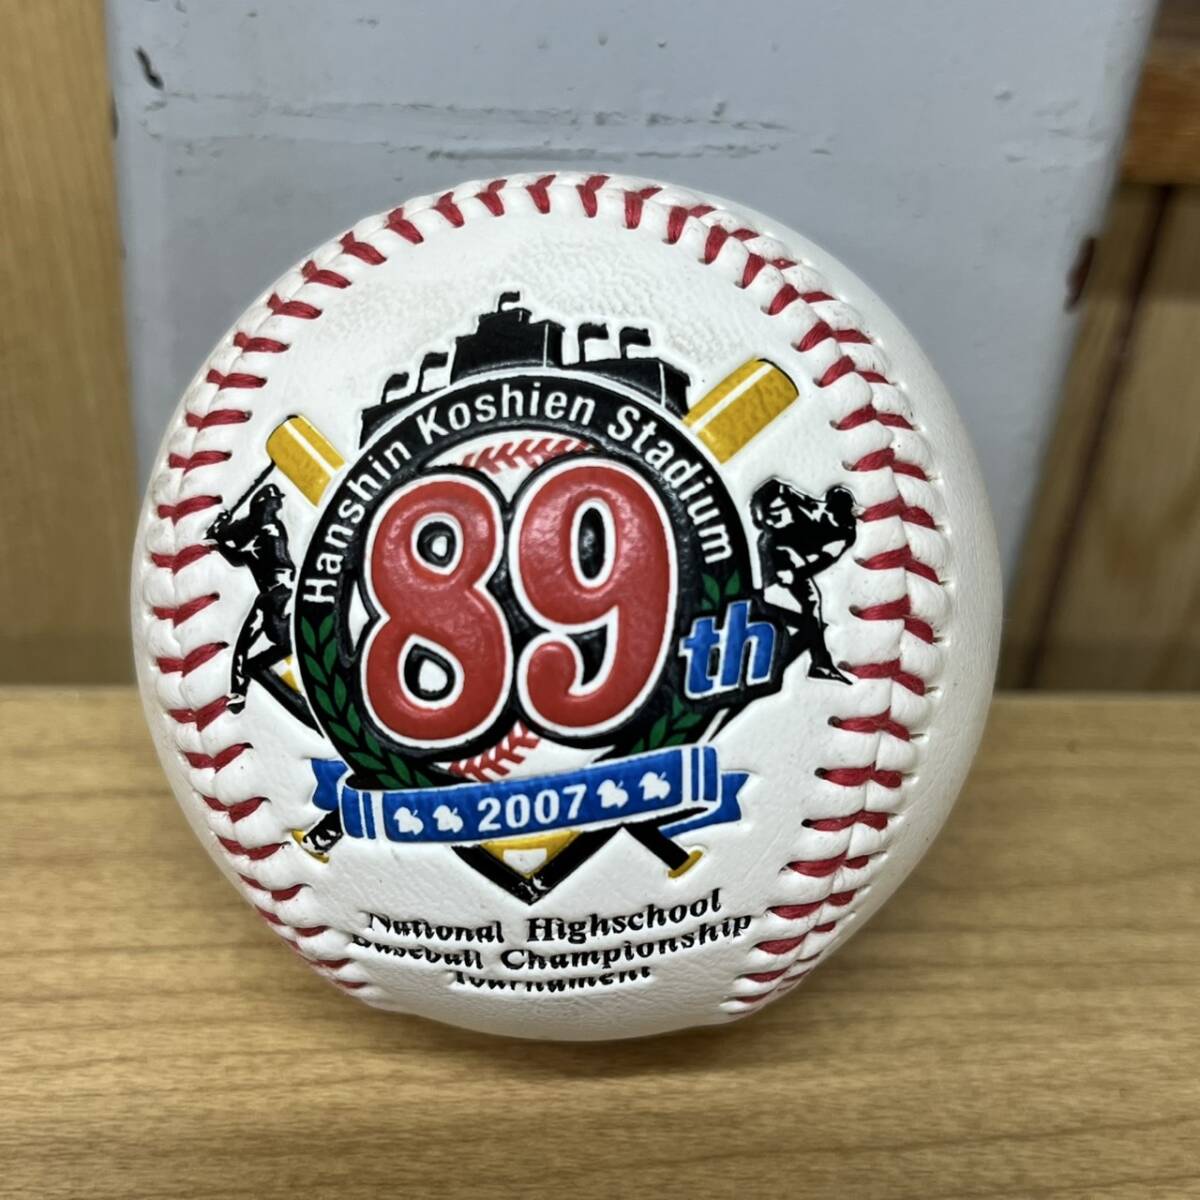 Hanshin Koshien Stadium
89th
2007
National Highschool
Baseball Championship
Tournament